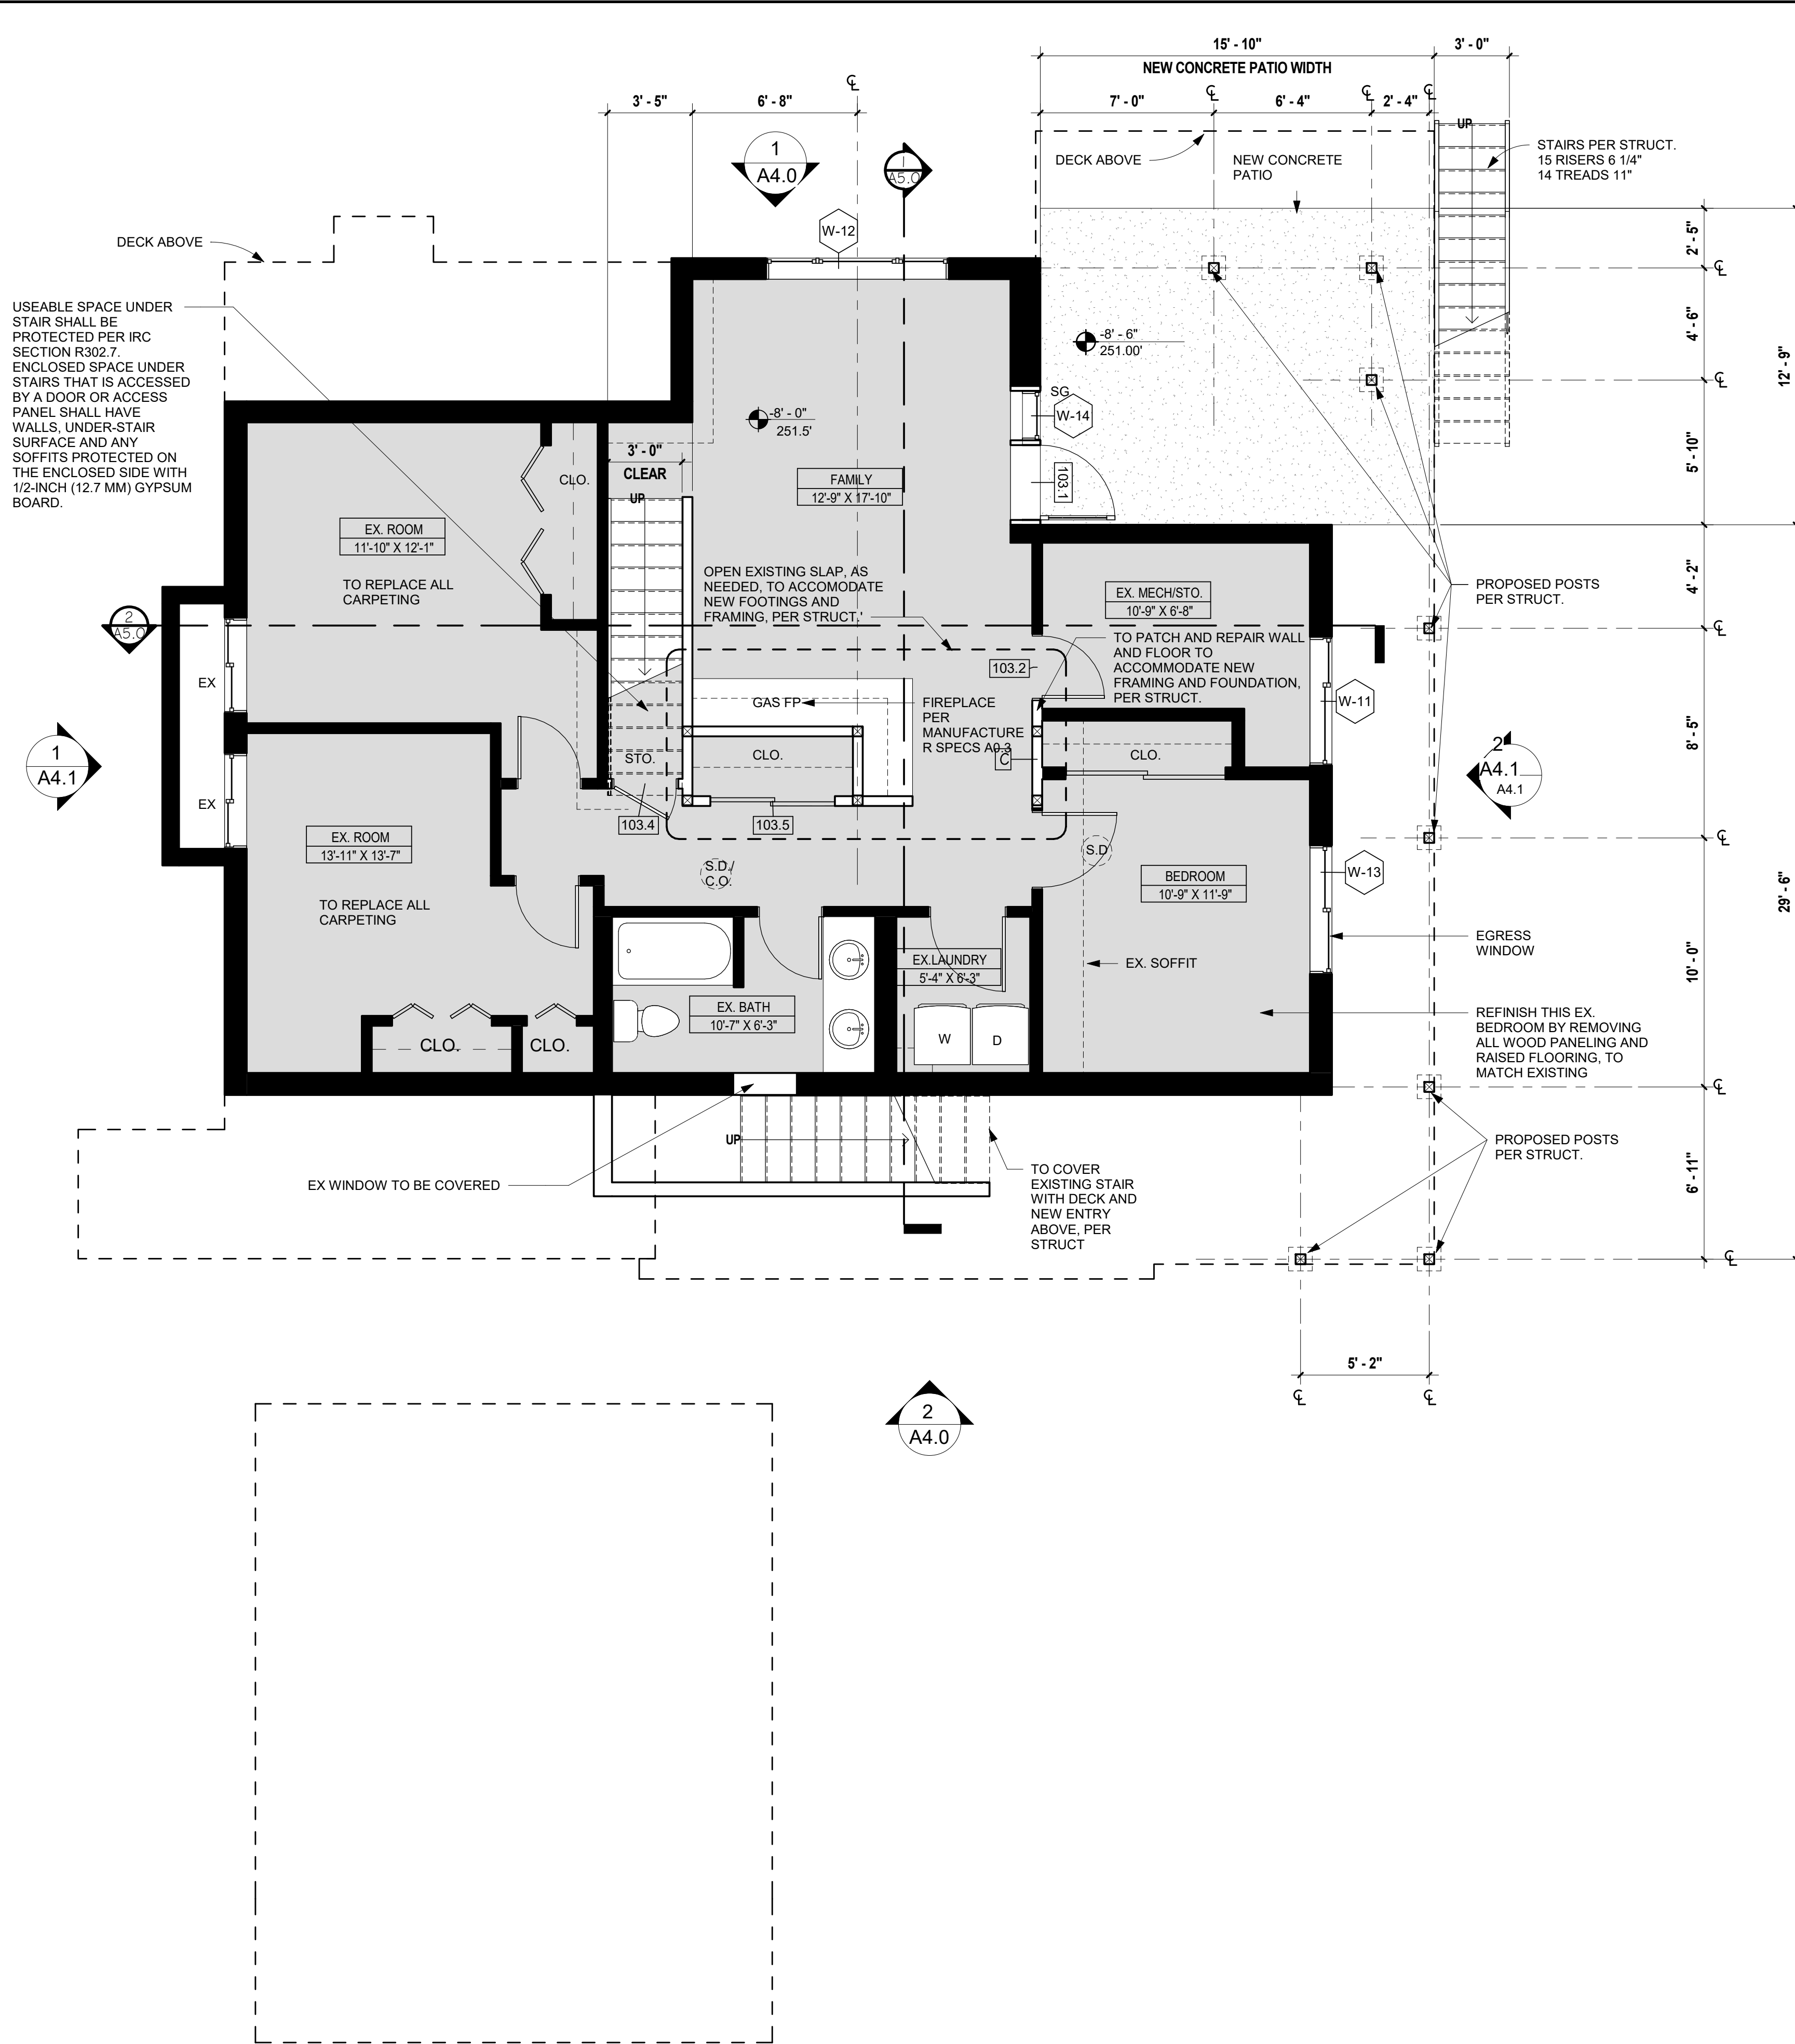 15' - 10"
3' - 0"
NEW CONCRETE PATIO WIDTH
3' - 5"
6' - 8"
7' - 0"
6' - 4"
2' - 4"
UP
DECK ABOVE
NEW CONCRETE
PATIO
STAIRS PER STRUCT.
15 RISERS 6 1/4"
14 TREADS 11"
1
A4.0
1
A5.0
W-12
DECK ABOVE
2' - 5"
4' - 6"
5' - 10"
12' - 9"
USEABLE SPACE UNDER
STAIR SHALL BE
PROTECTED PER IRC
SECTION R302.7.
ENCLOSED SPACE UNDER
STAIRS THAT IS ACCESSED
BY A DOOR OR ACCESS
PANEL SHALL HAVE
WALLS, UNDER-STAIR
SURFACE AND ANY
SOFFITS PROTECTED ON
THE ENCLOSED SIDE WITH
1/2-INCH (12.7 MM) GYPSUM
BOARD.
-8' - 6"
251.00'
SG
W-14
-8' - 0"
251.5'
3' - 0"
CLEAR
UP
CLO.
FAMILY
12'-9" X 17'-10"
103.1
EX. ROOM
11'-10" X 12'-1"
TO REPLACE ALL
CARPETING
OPEN EXISTING SLAP, AS
NEEDED, TO ACCOMODATE
NEW FOOTINGS AND
FRAMING, PER STRUCT.'
EX. MECH/STO.
10'-9" X 6'-8"
4' - 2"
PROPOSED POSTS
PER STRUCT.
2
A5.0
TO PATCH AND REPAIR WALL
AND FLOOR TO
ACCOMMODATE NEW
FRAMING AND FOUNDATION,
PER STRUCT.
103.2
EX
GAS FP
FIREPLACE
PER
MANUFACTURE
R SPECS A0.3
C
W-11
8' - 5"
1
A4.1
STO.
CLO.
CLO.
2
A4.1
A4.1
EX
103.4
103.5
EX. ROOM
13'-11" X 13'-7"
S.D./
C.O.
S.D
BEDROOM
10'-9" X 11'-9"
W-13
29' - 6"
TO REPLACE ALL
CARPETING
EX.LAUNDRY
5'-4" X 6'-3"
EX. SOFFIT
EGRESS
WINDOW
10' - 0"
EX. BATH
10'-7" X 6'-3"
W
D
CLO.
CLO.
REFINISH THIS EX.
BEDROOM BY REMOVING
ALL WOOD PANELING AND
RAISED FLOORING, TO
MATCH EXISTING
UP
PROPOSED POSTS
PER STRUCT.
6' - 11"
EX WINDOW TO BE COVERED
TO COVER
EXISTING STAIR
WITH DECK AND
NEW ENTRY
ABOVE, PER
STRUCT
5' - 2"
2
A4.0